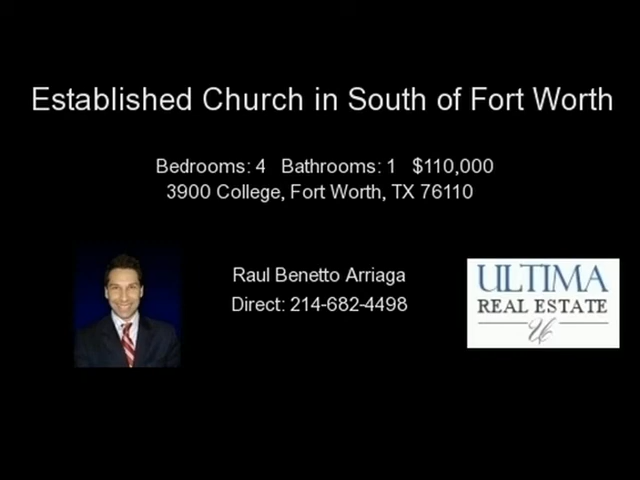 Established Church in South of Fort Worth
Bedrooms: 4 Bathrooms: 1 $110,000
3900 College, Fort Worth, TX 76110
Raul Benetto Arriaga
Direct: 214-682-4498
ULTIMA
REAL ESTATE